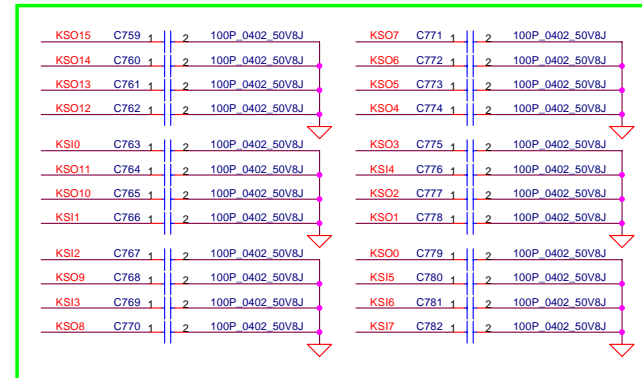 KSO15 C759 1 2 100P_0402_50V8J
KSO14 C760 1 2 100P_0402_50V8J
KSO13 C761 1 2 100P_0402_50V8J
KSO12 C762 1 2 100P_0402_50V8J
KSI0 C763 1 2 100P_0402_50V8J
KSO11 C764 1 2 100P_0402_50V8J
KSO10 C765 1 2 100P_0402_50V8J
KSI1 C766 1 2 100P_0402_50V8J
KSI2 C767 1 2 100P_0402_50V8J
KSO9 C768 1 2 100P_0402_50V8J
KSI3 C769 1 2 100P_0402_50V8J
KSO8 C770 1 2 100P_0402_50V8J
KSO7 C771 1 2 100P_0402_50V8J
KSO6 C772 1 2 100P_0402_50V8J
KSO5 C773 1 2 100P_0402_50V8J
KSO4 C774 1 2 100P_0402_50V8J
KSO3 C775 1 2 100P_0402_50V8J
KSI4 C776 1 2 100P_0402_50V8J
KSO2 C777 1 2 100P_0402_50V8J
KSO1 C778 1 2 100P_0402_50V8J
KSO0 C779 1 2 100P_0402_50V8J
KSI5 C780 1 2 100P_0402_50V8J
KSI6 C781 1 2 100P_0402_50V8J
KSI7 C782 1 2 100P_0402_50V8J